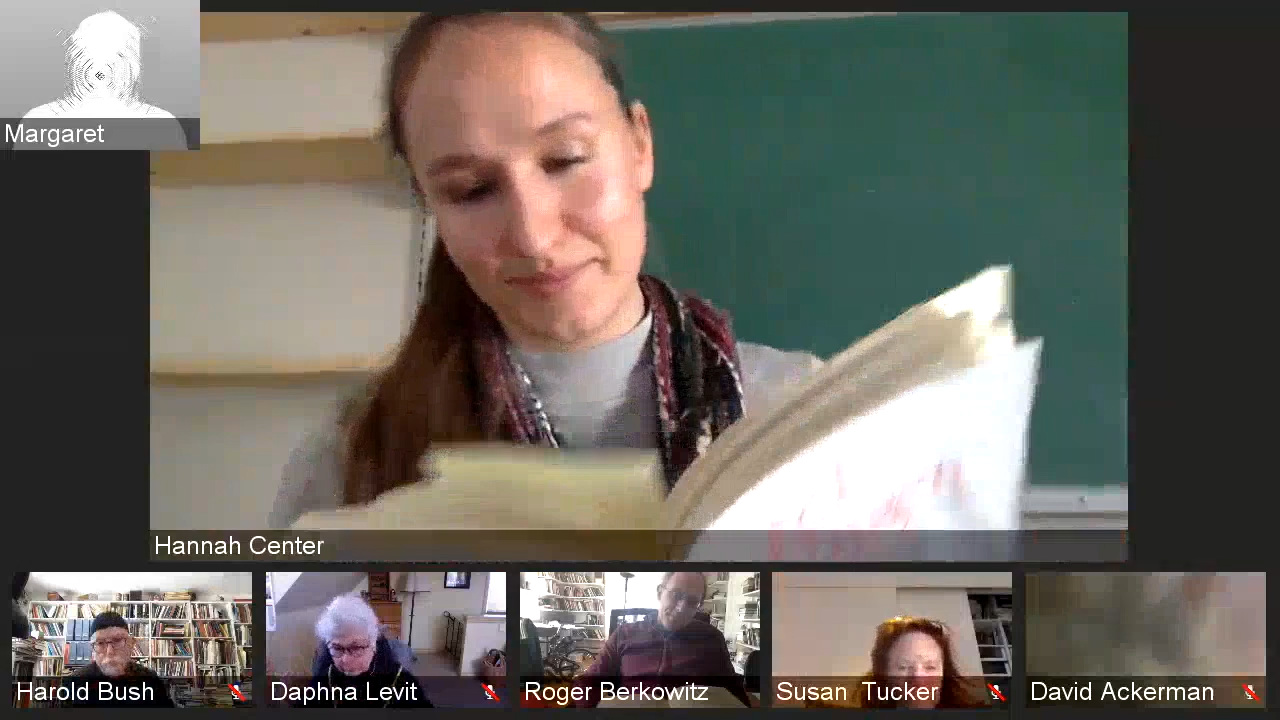 Margaret
Hannah Center
Harold Bush
Daphna Levit
Roger Berkowitz
Susan Tucker
David Ackerman